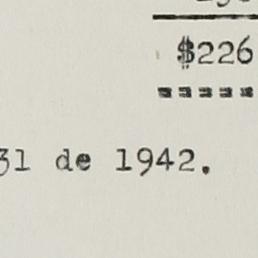 $226
=====
31 de 1942.